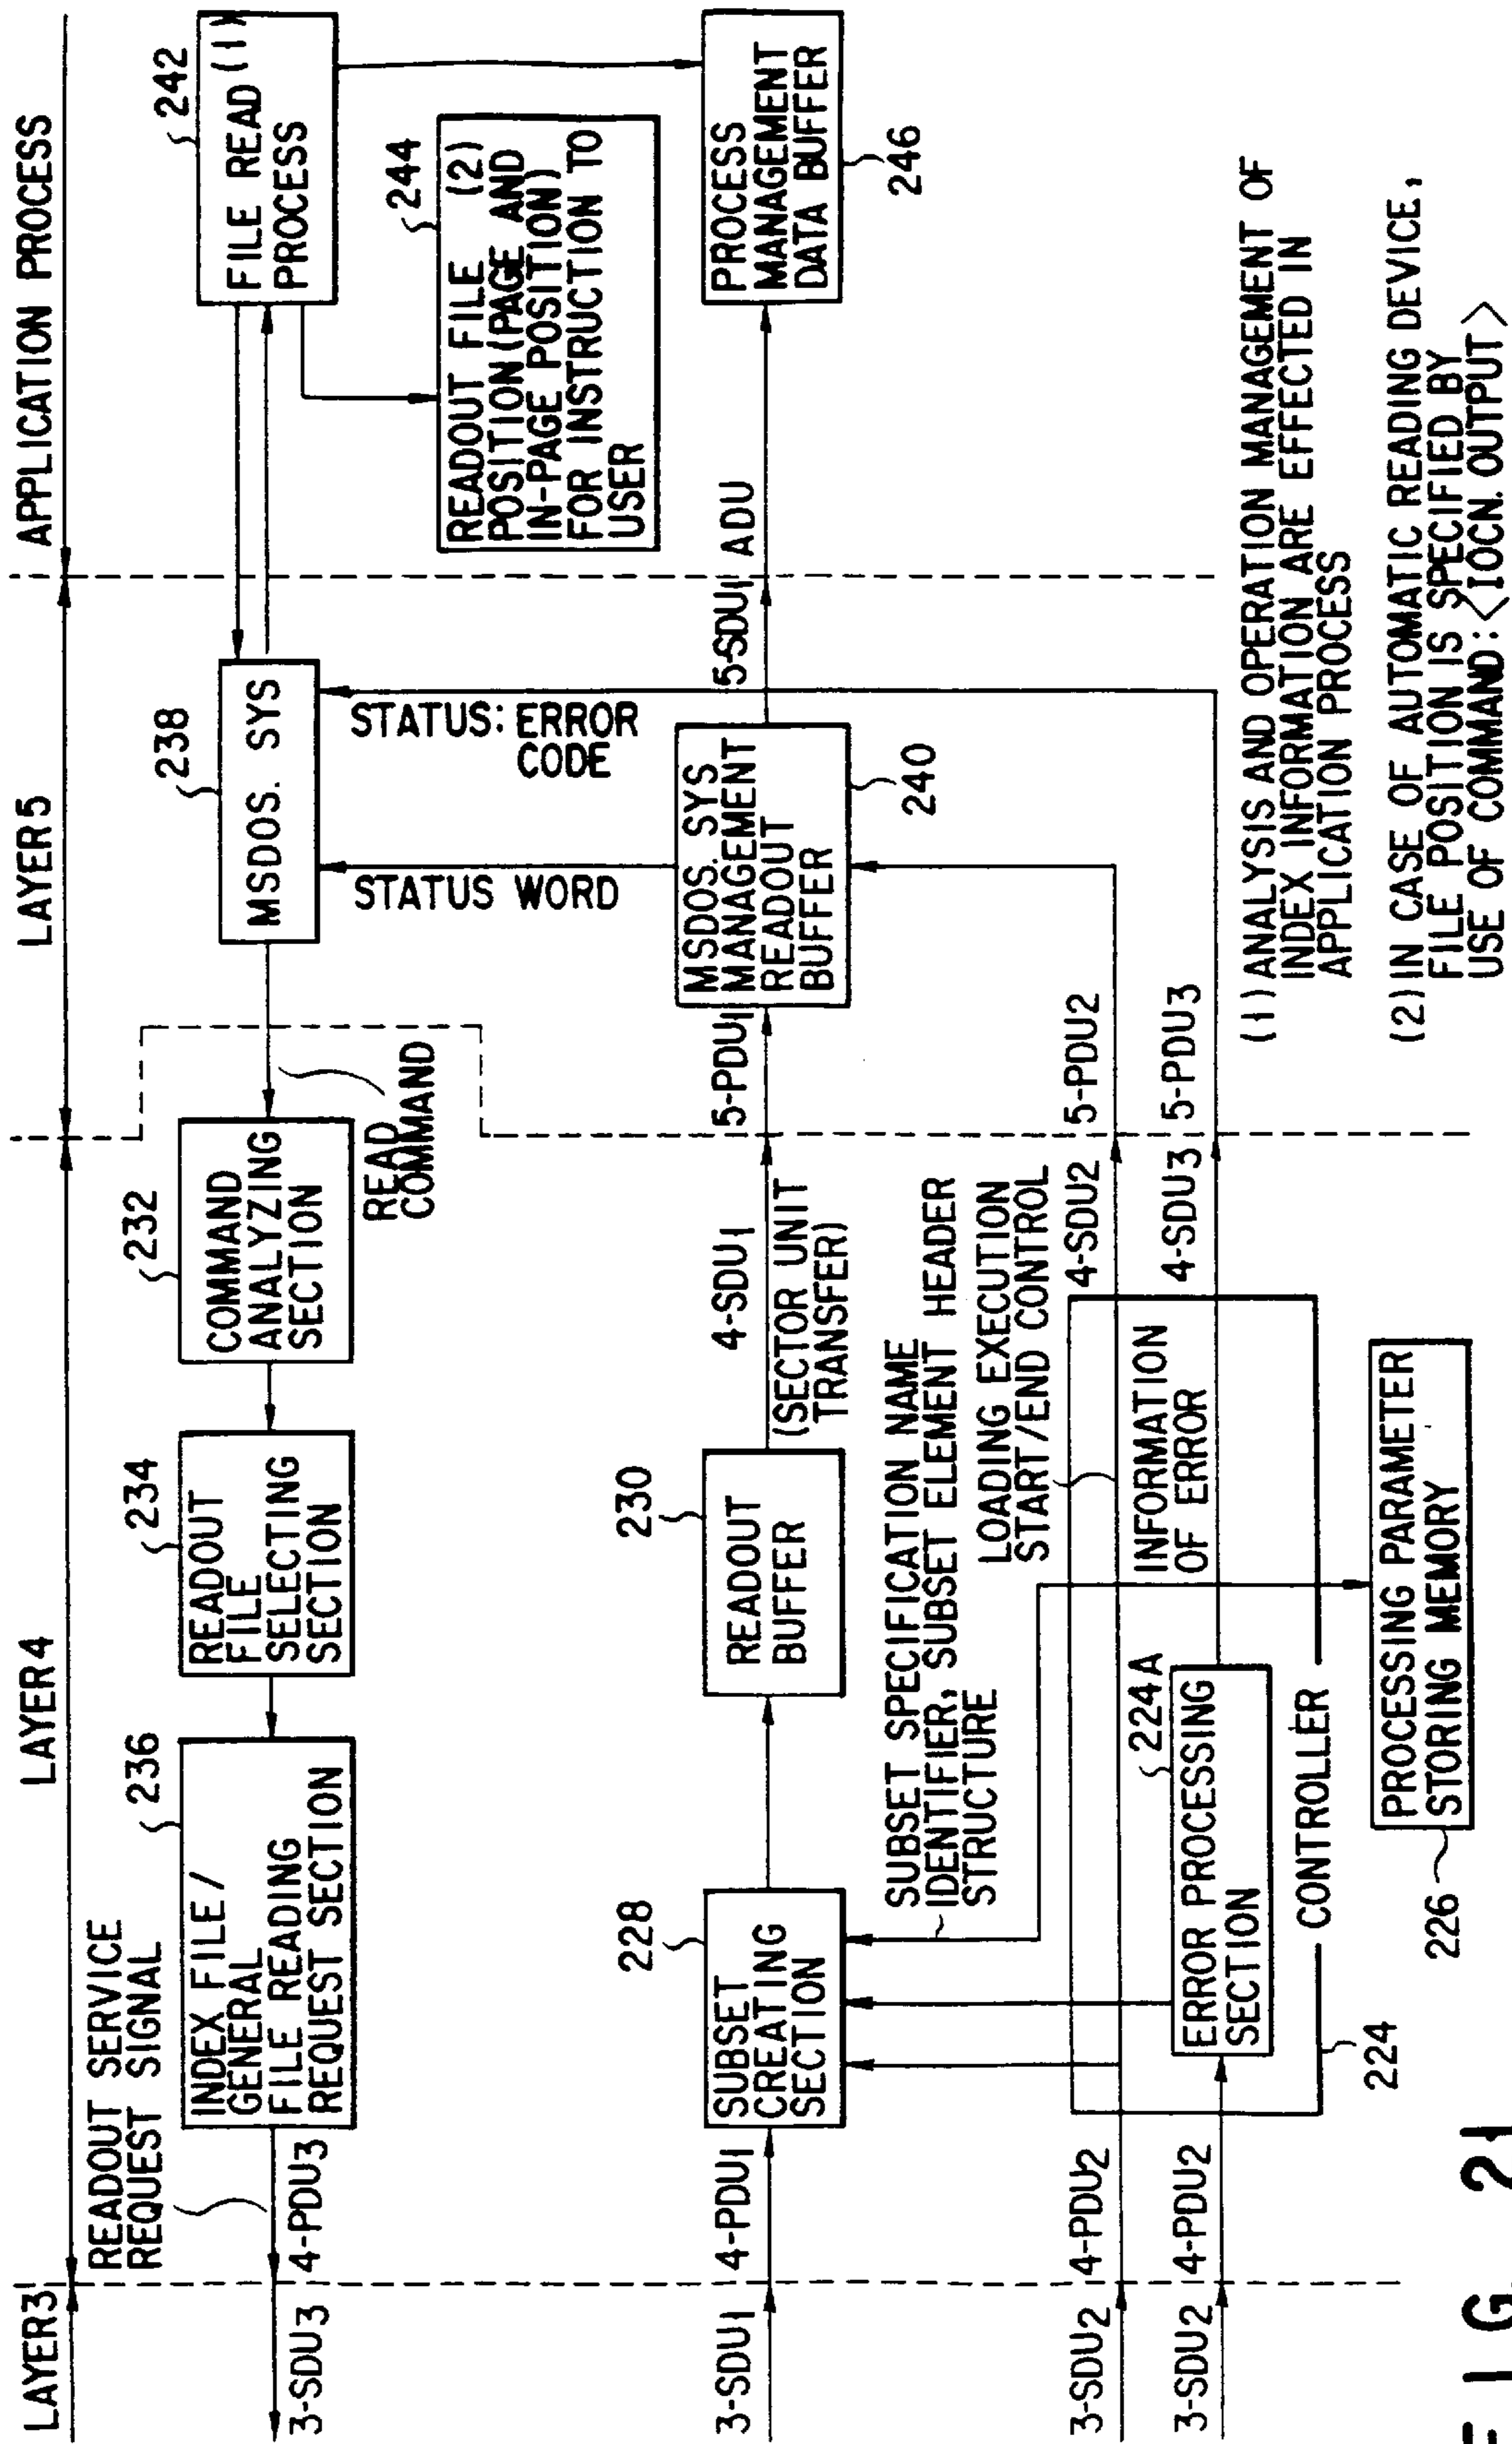 LAYER3
LAYER4
LAYER5
APPLICATION PROCESS
READOUT SERVICE
REQUEST SIGNAL
3-SDU3
4-PDU3
236
INDEX FILE/
GENERAL
FILE READING
REQUEST SECTION
234
READOUT
FILE
SELECTING
SECTION
232
COMMAND
ANALYZING
SECTION
READ
COMMAND
238
MSDOS. SYS
242
FILE READ (1)
PROCESS
244
READOUT FILE (2)
POSITION (PAGE AND
IN-PAGE POSITION)
FOR INSTRUCTION TO
USER
STATUS: ERROR
CODE
STATUS WORD
3-SDU1
4-PDU1
228
SUBSET
CREATING
SECTION
230
READOUT
BUFFER
4-SDU1
(SECTOR UNIT
TRANSFER)
5-PDU1
MSDOS. SYS
MANAGEMENT
READOUT
BUFFER
240
5-SDU1
ADU
PROCESS
MANAGEMENT
DATA BUFFER
246
SUBSET SPECIFICATION NAME
IDENTIFIER, SUBSET ELEMENT HEADER
STRUCTURE
LOADING EXECUTION
START/END CONTROL
3-SDU2
4-PDU2
4-SDU2
5-PDU2
INFORMATION
OF ERROR
3-SDU2
4-PDU2
224A
ERROR PROCESSING
SECTION
4-SDU3
5-PDU3
CONTROLLER
224
PROCESSING PARAMETER
STORING MEMORY
226
(1) ANALYSIS AND OPERATION MANAGEMENT OF
INDEX INFORMATION ARE EFFECTED IN
APPLICATION PROCESS
(2) IN CASE OF AUTOMATIC READING DEVICE,
FILE POSITION IS SPECIFIED BY
USE OF COMMAND: <IOCN. OUTPUT>
FIG. 21